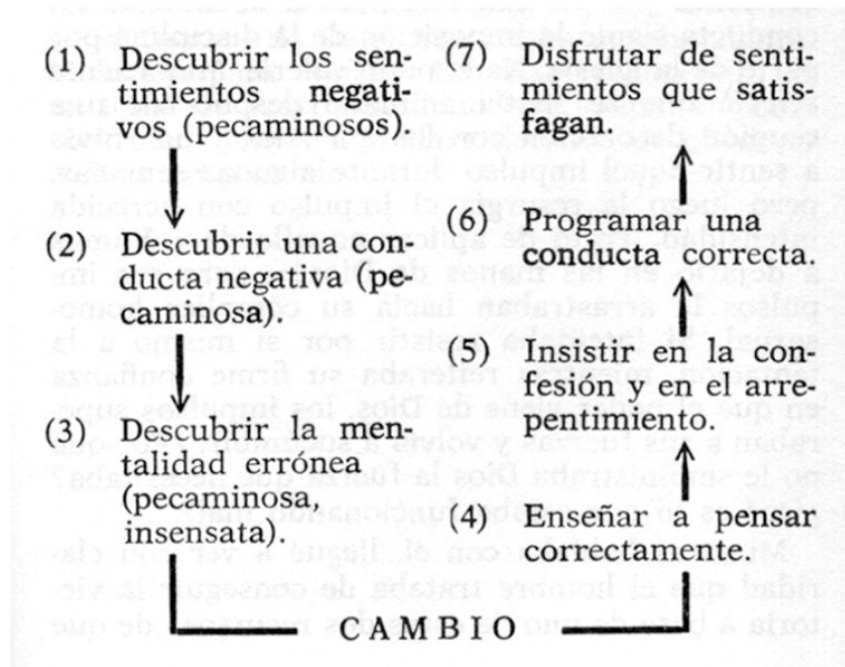 (1) Descubrir los sen-
timientos negati-
vos (pecaminosos).
(2) Descubrir una con-
ducta negativa (pe-
caminosa).
(3) Descubrir la men-
talidad errónea
(pecaminosa,
insensata).
CAMBIO
(4) Enseñar a pensar
correctamente.
(5) Insistir en la con-
fesión y en el arre-
pentimiento.
(6) Programar una
conducta correcta.
(7) Disfrutar de senti-
mientos que satis-
fagan.